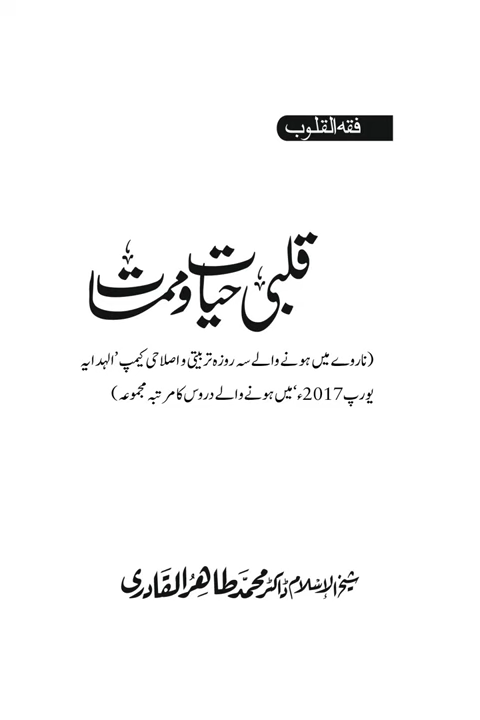 فقہ القلوب
قلبی حیات و ممات
(ناروے میں ہونے والے سہ روزہ تربیتی و اصلاحی کیمپ ’الہدایہ
یورپ 2017ء‘ میں ہونے والے دروس کا مرتبہ مجموعہ)
شیخ الاسلام ڈاکٹر محمد طاہر القادری